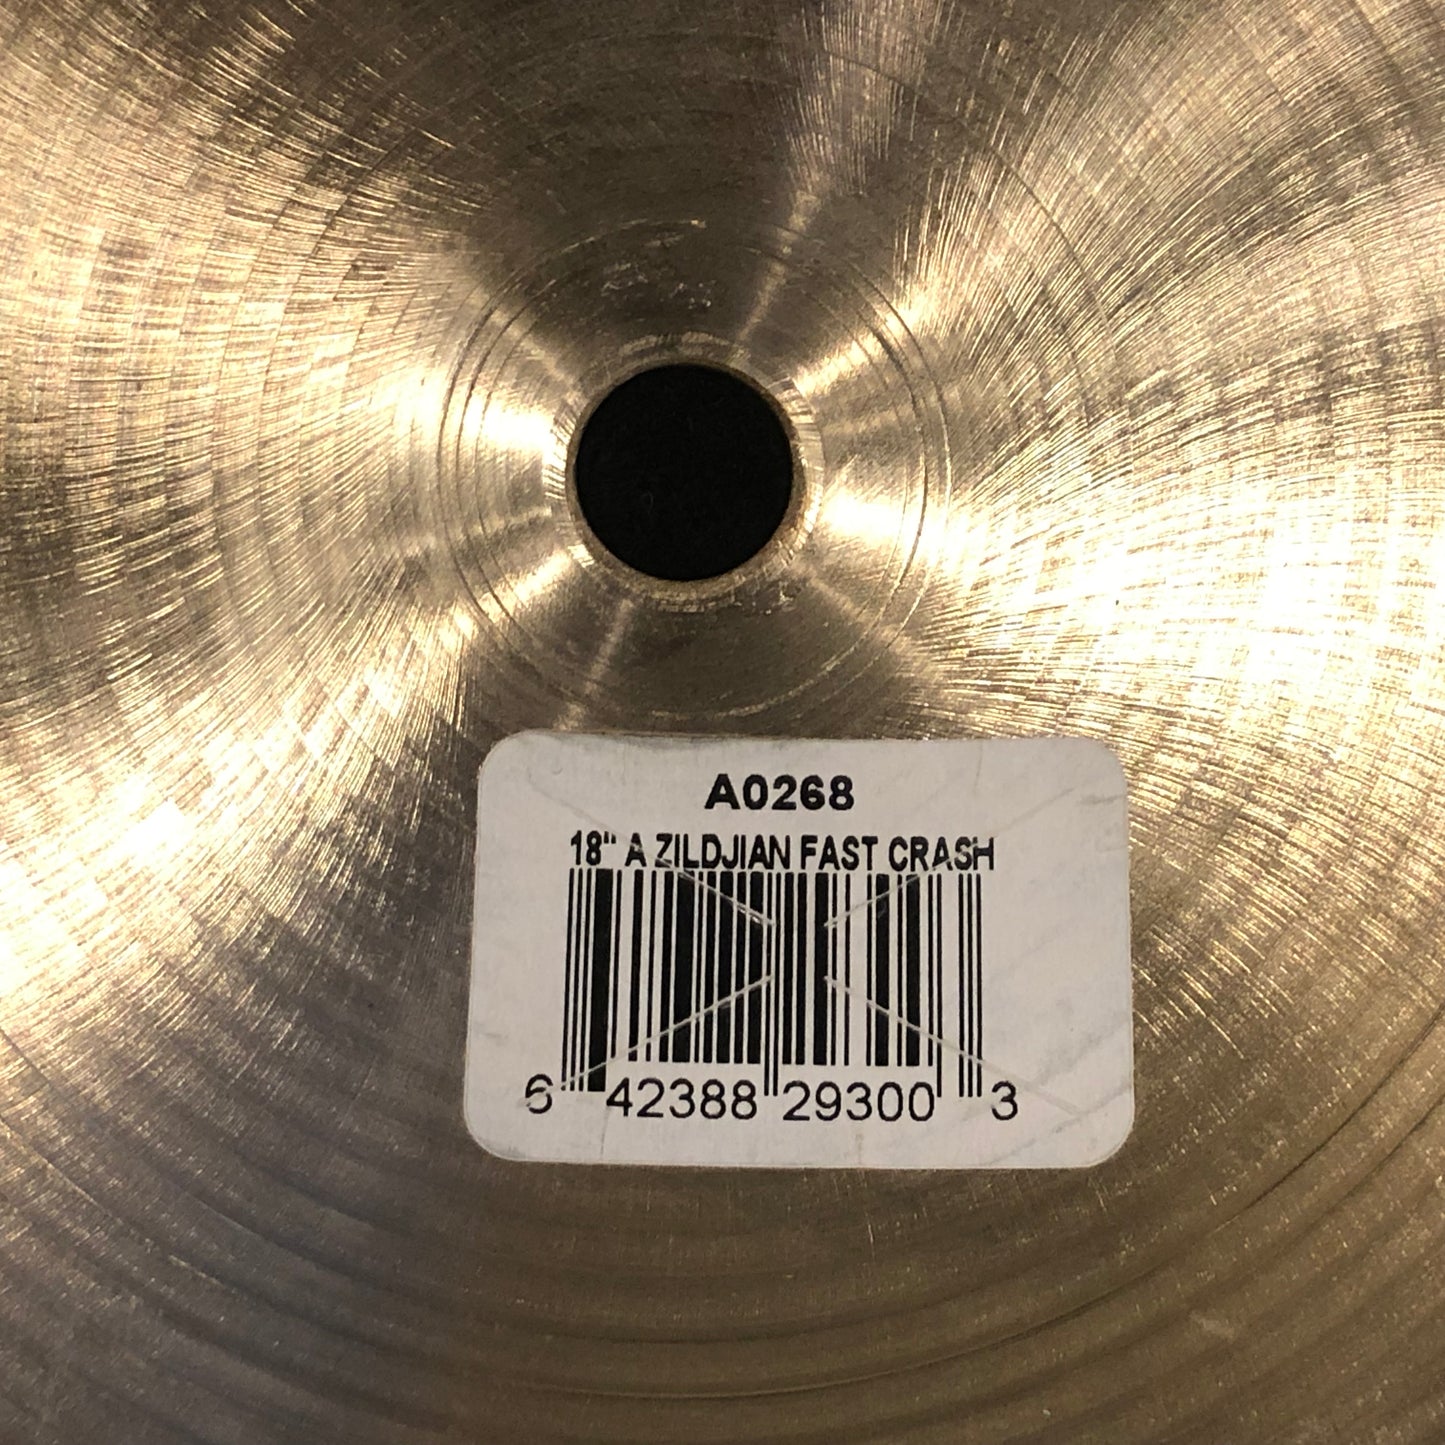 A0268
18" A ZILDJIAN FAST CRASH
6 42388 29300 3